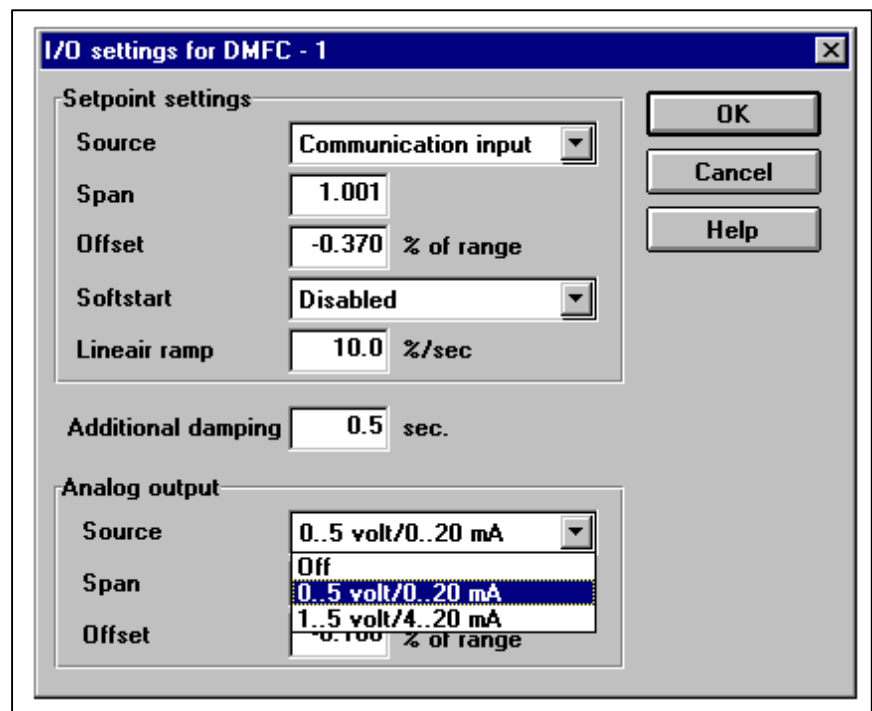 I/O settings for DMFC - 1
Setpoint settings
Source Communication input
Span 1.001
Offset -0.370 % of range
Softstart Disabled
Lineair ramp 10.0 %/sec
Additional damping 0.5 sec.
Analog output
Source 0..5 volt/0..20 mA
Off
Span 0..5 volt/0..20 mA
1..5 volt/4..20 mA
Offset % of range
OK
Cancel
Help